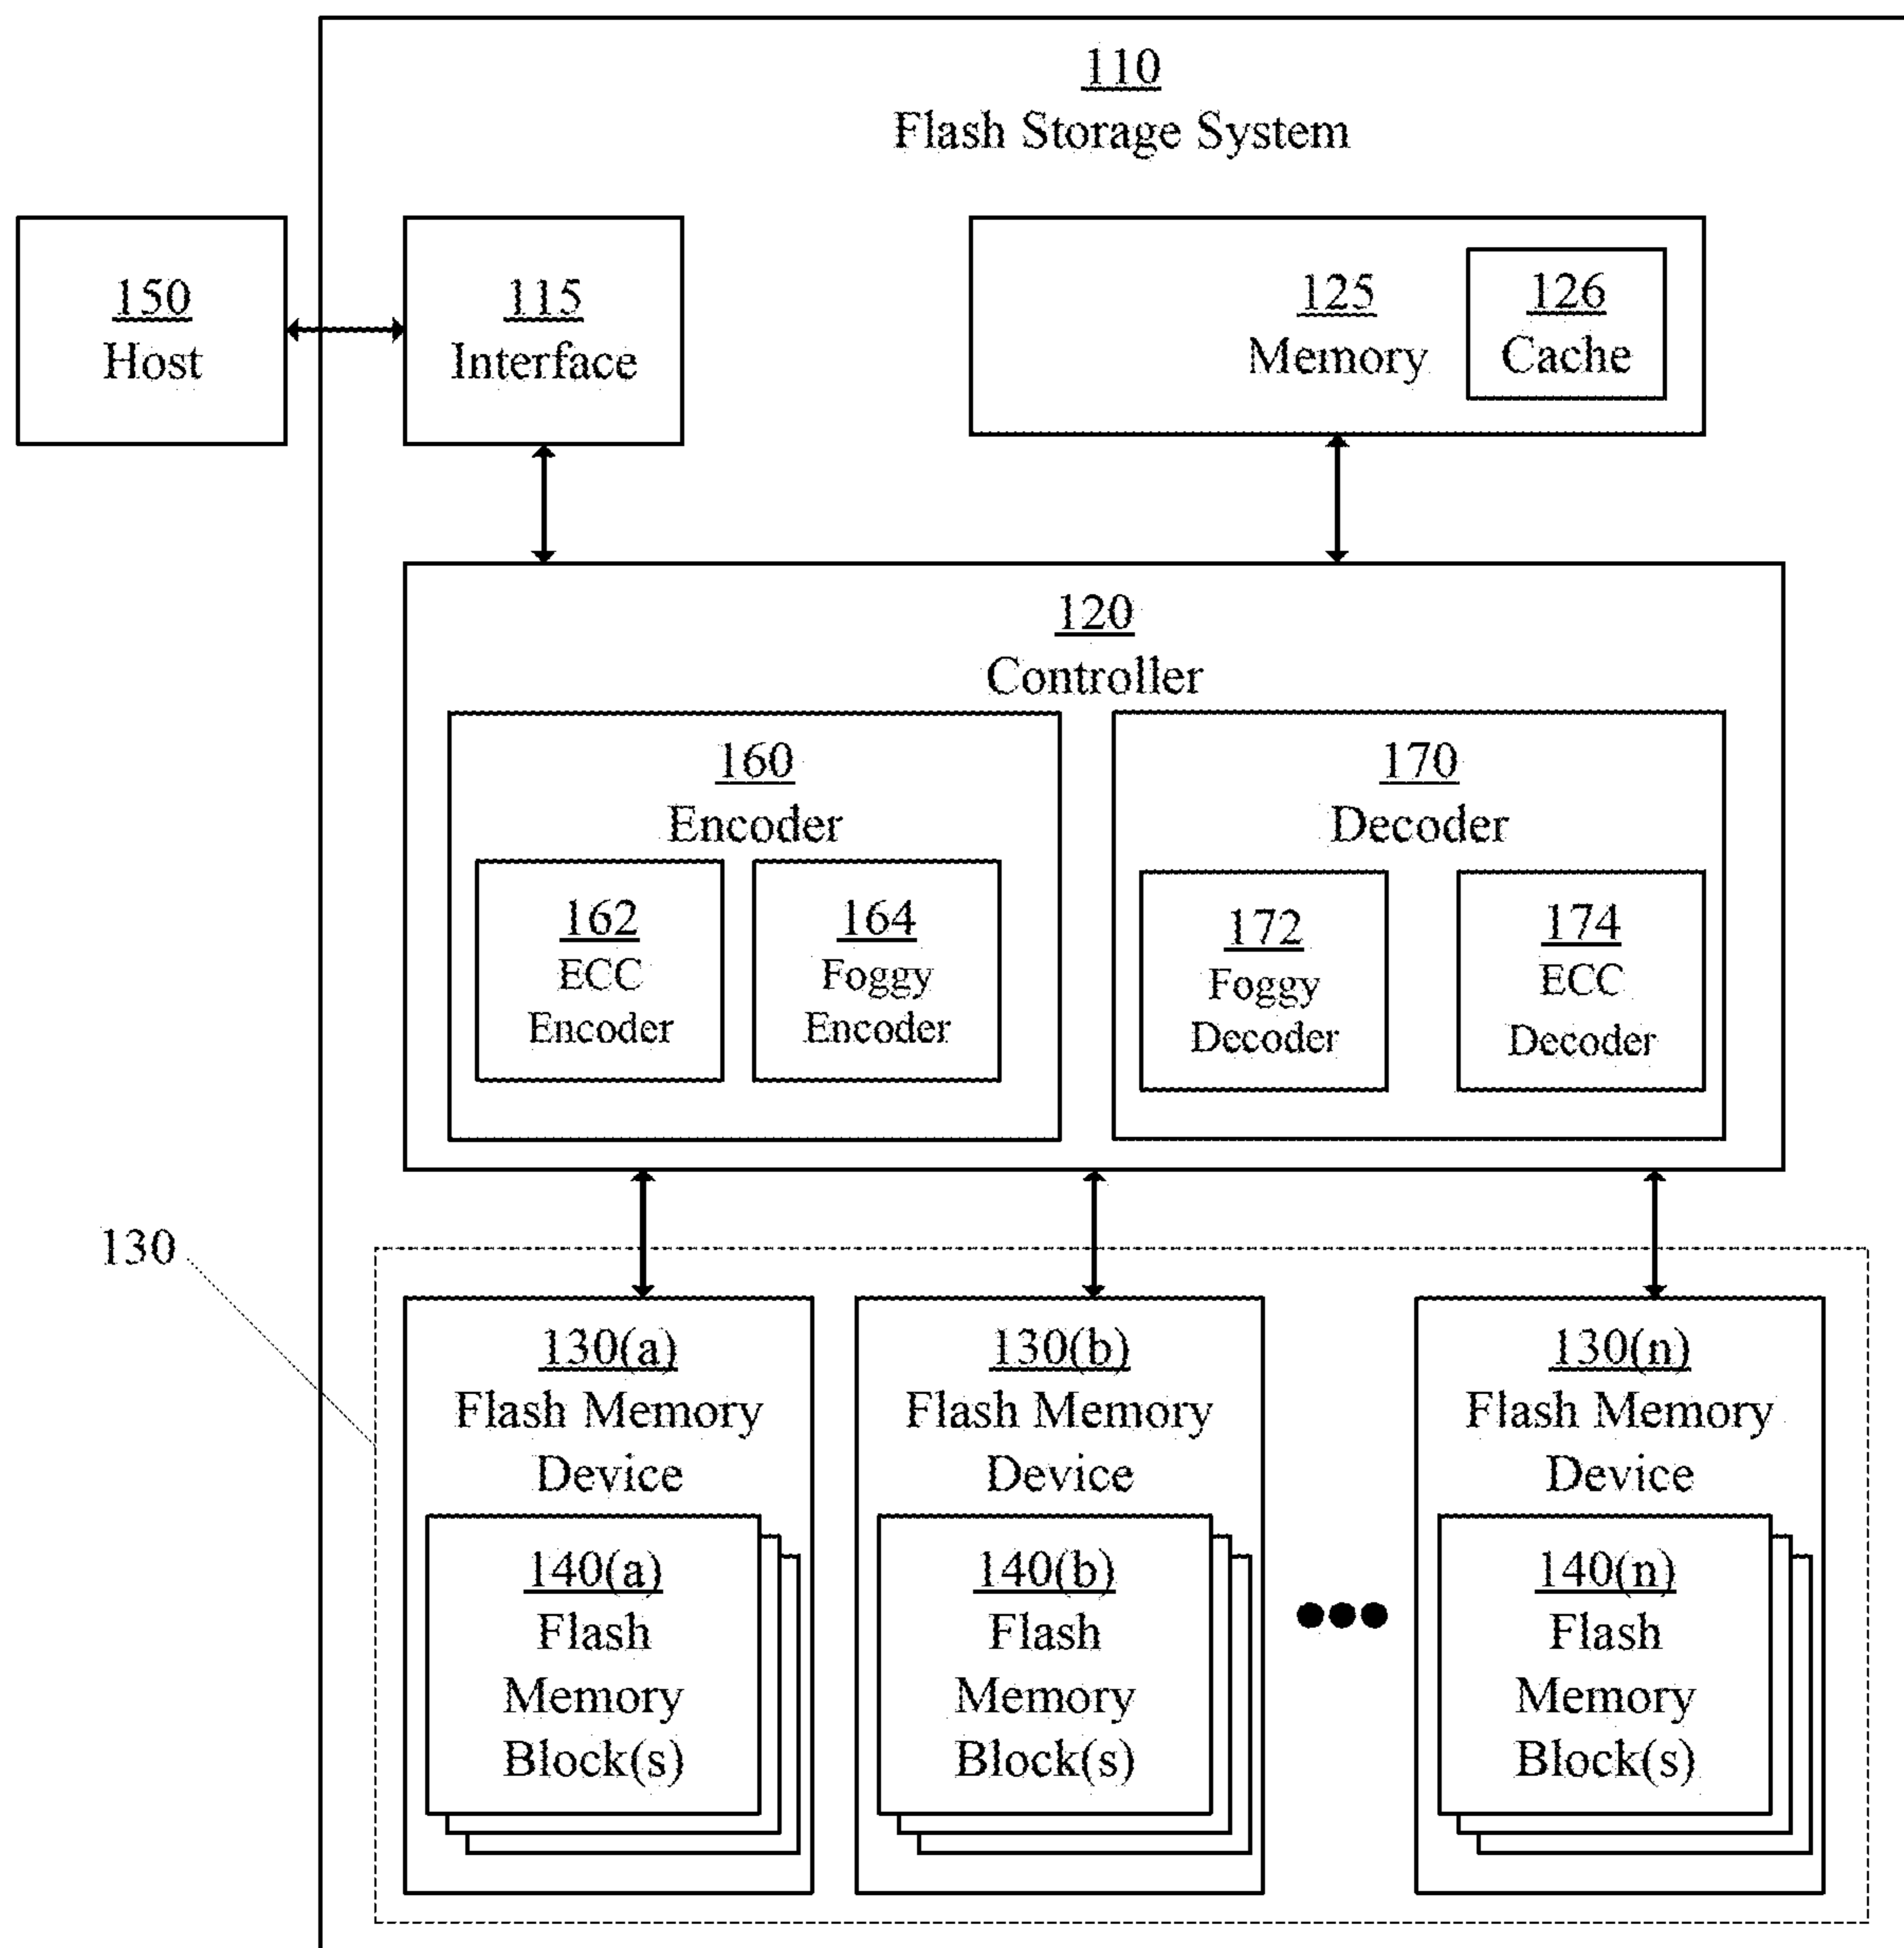 110
Flash Storage System
150
Host
115
Interface
125
Memory
126
Cache
120
Controller
160
Encoder
162
ECC
Encoder
164
Foggy
Encoder
170
Decoder
172
Foggy
Decoder
174
ECC
Decoder
130
130(a)
Flash Memory
Device
140(a)
Flash
Memory
Block(s)
130(b)
Flash Memory
Device
140(b)
Flash
Memory
Block(s)
130(n)
Flash Memory
Device
140(n)
Flash
Memory
Block(s)